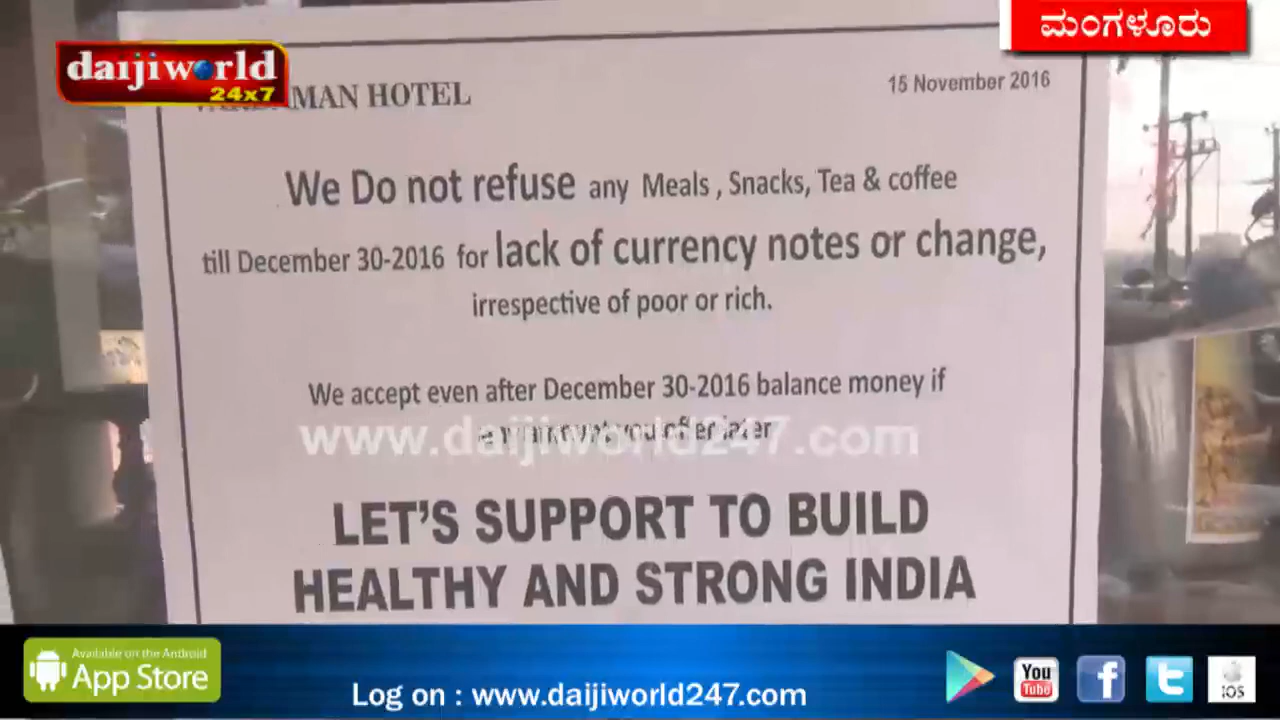 daijiworld
24x7
ಮಂಗಳೂರು
MAN HOTEL
15 November 2016
We Do not refuse any Meals , Snacks, Tea & coffee
till December 30-2016 for lack of currency notes or change,
irrespective of poor or rich.
We accept even after December 30-2016 balance money if
www.daijiworld247.com
you offer later
LET'S SUPPORT TO BUILD
HEALTHY AND STRONG INDIA
Available on the Android
App Store
Log on : www.daijiworld247.com
You
Tube
f
t
iOS